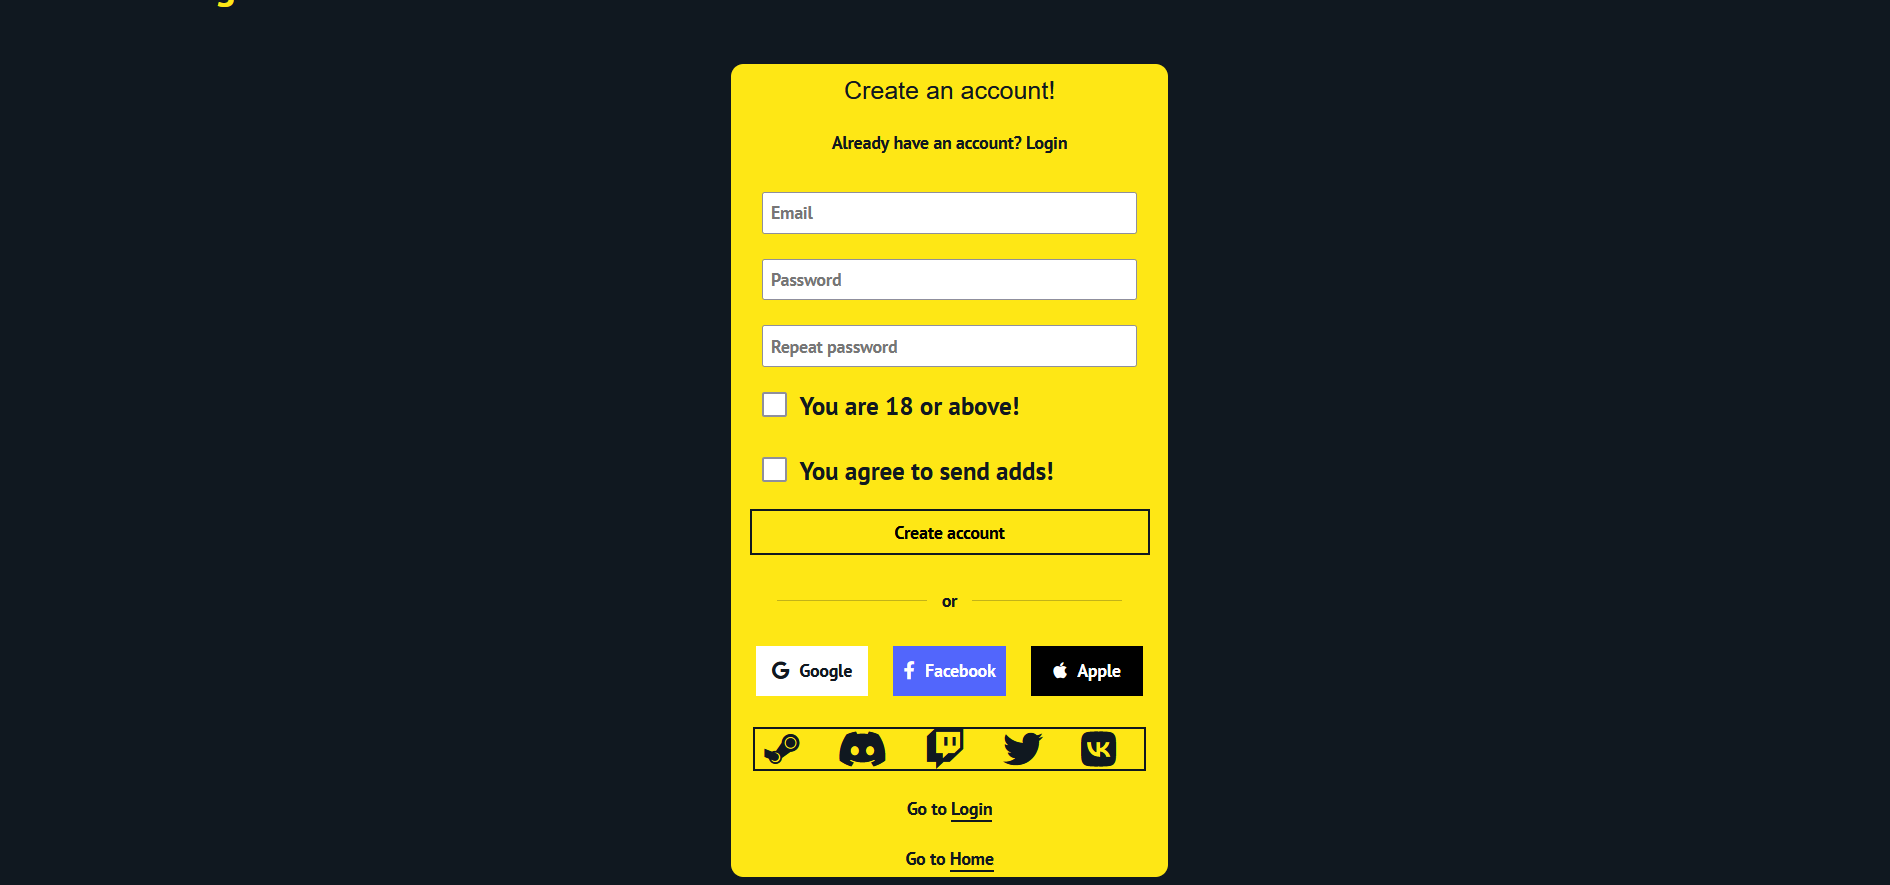 Create an account!
Already have an account? Login
Email
Password
Repeat password
You are 18 or above!
You agree to send adds!
Create account
or
Google
Facebook
Apple
Go to Login
Go to Home